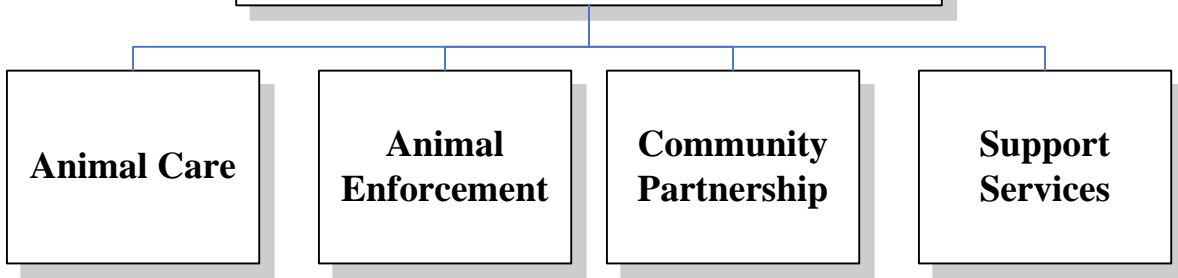 Animal Care
Animal
Enforcement
Community
Partnership
Support
Services